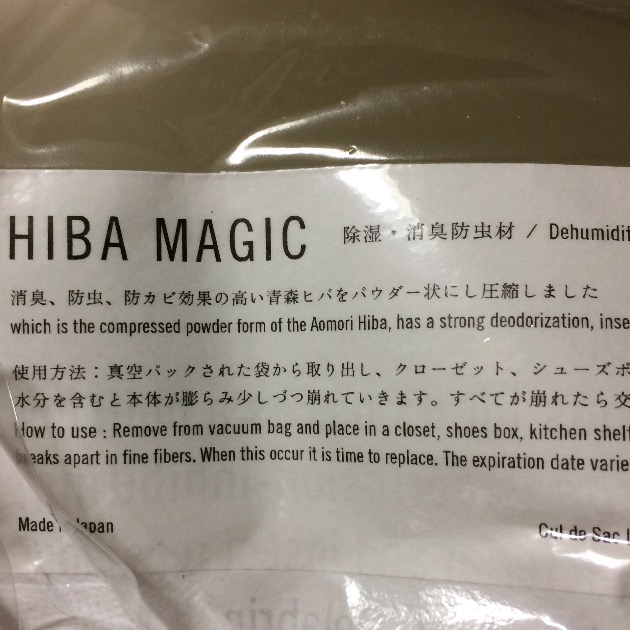 HIBA MAGIC 除湿・消臭防虫材 / Dehumidif
消臭、防虫、防カビ効果の高い青森ヒバをパウダー状にし圧縮しました
which is the compressed powder form of the Aomori Hiba, has a strong deodorization, inse
使用方法：真空パックされた袋から取り出し、クローゼット、シューズボ
水分を含むと本体が膨らみ少しづつ崩れていきます。すべてが崩れたら交
How to use : Remove from vacuum bag and place in a closet, shoes box, kitchen shelf
breaks apart in fine fibers. When this occur it is time to replace. The expiration date varie
Made in Japan
Cul de Sac